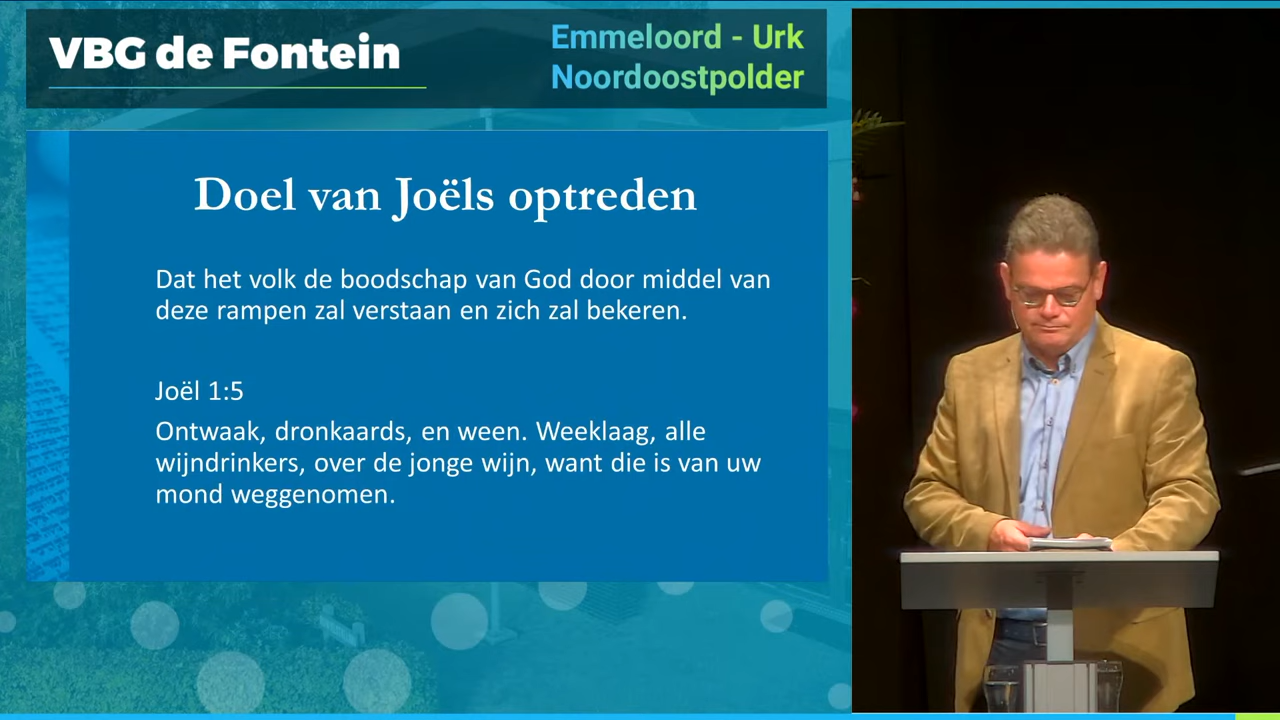 VBG de Fontein
Emmeloord - Urk
Noordoostpolder
Doel van Joëls optreden
Dat het volk de boodschap van God door middel van
deze rampen zal verstaan en zich zal bekeren.
Joël 1:5
Ontwaak, dronkaards, en ween. Weeklaag, alle
wijndrinkers, over de jonge wijn, want die is van uw
mond weggenomen.